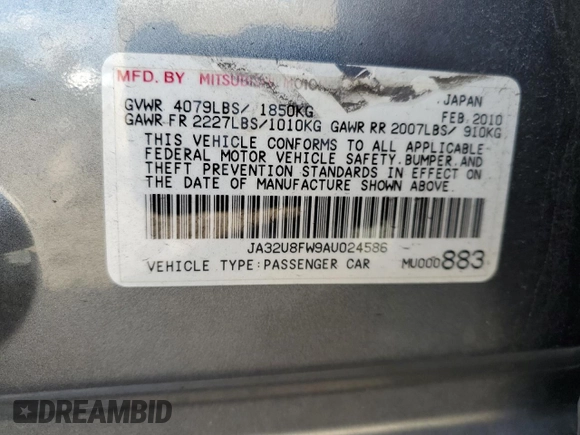 MFD. BY MITSUBISHI MOTOR
JAPAN
GVWR 4079LBS/ 1850KG FEB. 2010
GAWR FR 2227LBS/1010KG GAWR RR 2007LBS/ 910KG
THIS VEHICLE CONFORMS TO ALL APPLICABLE
FEDERAL MOTOR VEHICLE SAFETY.BUMPER.AND
THEFT PREVENTION STANDARDS IN EFFECT ON
THE DATE OF MANUFACTURE SHOWN ABOVE.
JA32U8FW9AU024586
VEHICLE TYPE:PASSENGER CAR MU000883
DREAMBID